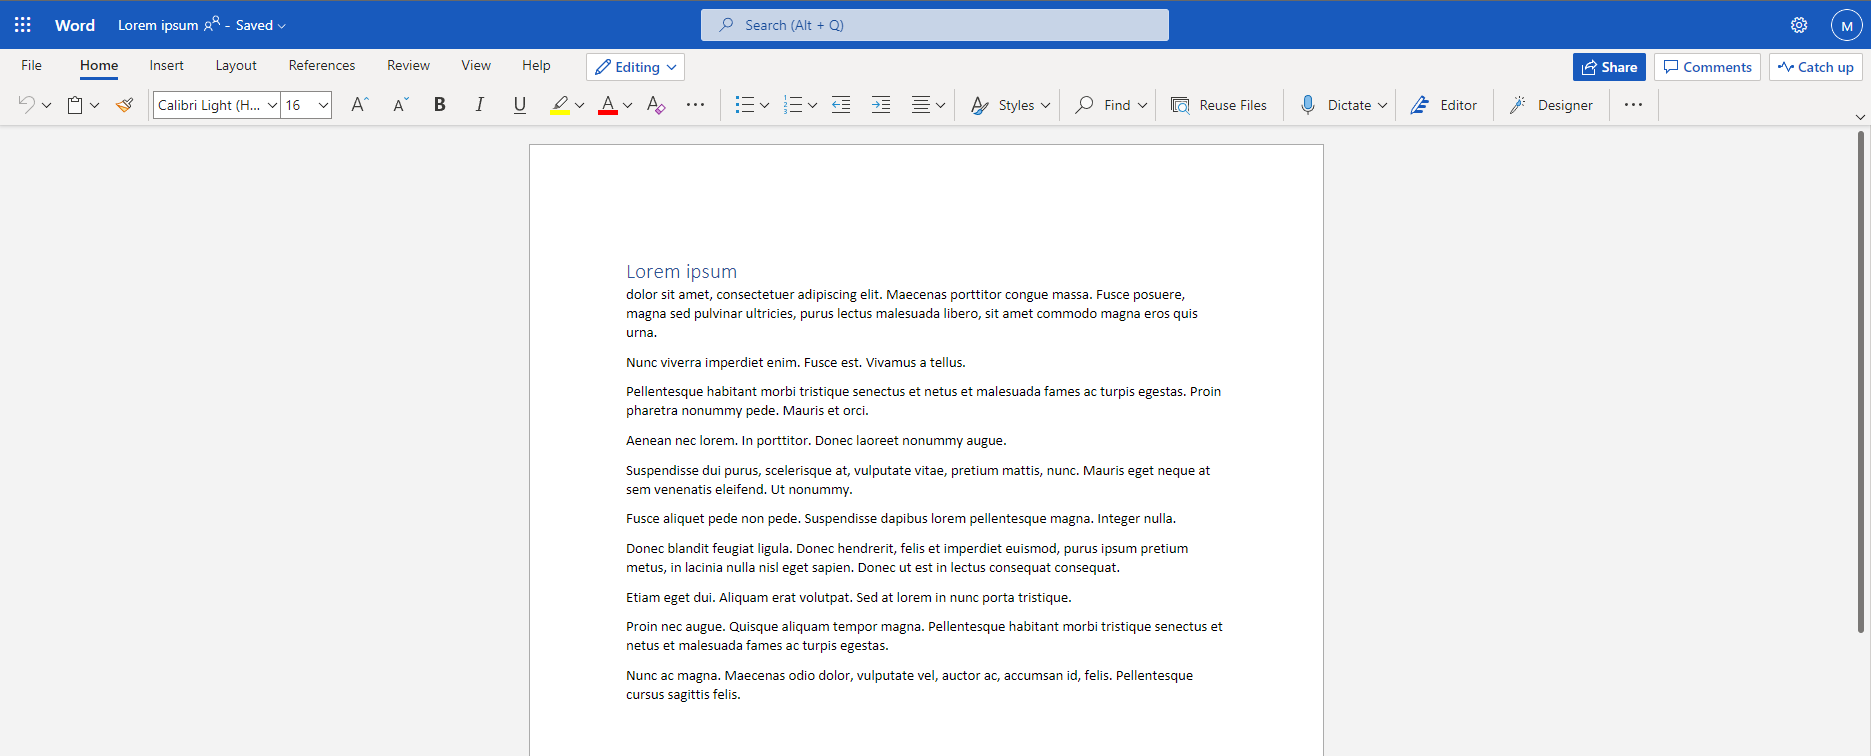 Word
Lorem ipsum - Saved
Search (Alt + Q)
M
File Home Insert Layout References Review View Help Editing Share Comments Catch up
Calibri Light (H... 16 A A B I U A A ... Styles Find Reuse Files Dictate Editor Designer ...
Lorem ipsum
dolor sit amet, consectetuer adipiscing elit. Maecenas porttitor congue massa. Fusce posuere,
magna sed pulvinar ultricies, purus lectus malesuada libero, sit amet commodo magna eros quis
urna.
Nunc viverra imperdiet enim. Fusce est. Vivamus a tellus.
Pellentesque habitant morbi tristique senectus et netus et malesuada fames ac turpis egestas. Proin
pharetra nonummy pede. Mauris et orci.
Aenean nec lorem. In porttitor. Donec laoreet nonummy augue.
Suspendisse dui purus, scelerisque at, vulputate vitae, pretium mattis, nunc. Mauris eget neque at
sem venenatis eleifend. Ut nonummy.
Fusce aliquet pede non pede. Suspendisse dapibus lorem pellentesque magna. Integer nulla.
Donec blandit feugiat ligula. Donec hendrerit, felis et imperdiet euismod, purus ipsum pretium
metus, in lacinia nulla nisl eget sapien. Donec ut est in lectus consequat consequat.
Etiam eget dui. Aliquam erat volutpat. Sed at lorem in nunc porta tristique.
Proin nec augue. Quisque aliquam tempor magna. Pellentesque habitant morbi tristique senectus et
netus et malesuada fames ac turpis egestas.
Nunc ac magna. Maecenas odio dolor, vulputate vel, auctor ac, accumsan id, felis. Pellentesque
cursus sagittis felis.